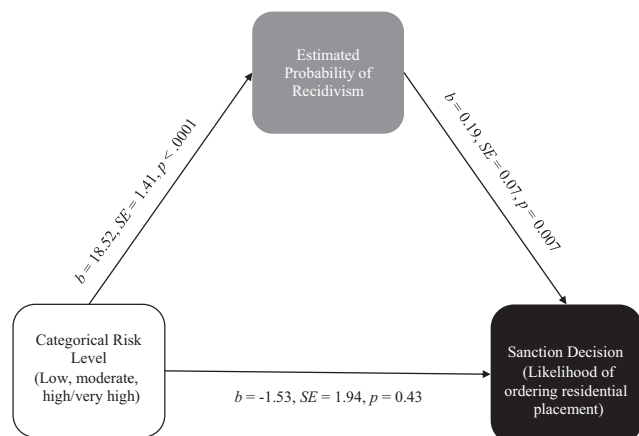 Estimated
Probability of
Recidivism
b = 18.52, SE = 1.41, p < .0001
b = 0.19, SE = 0.07, p = 0.007
Categorical Risk
Level
(Low, moderate,
high/very high)
b = -1.53, SE = 1.94, p = 0.43
Sanction Decision
(Likelihood of
ordering residential
placement)